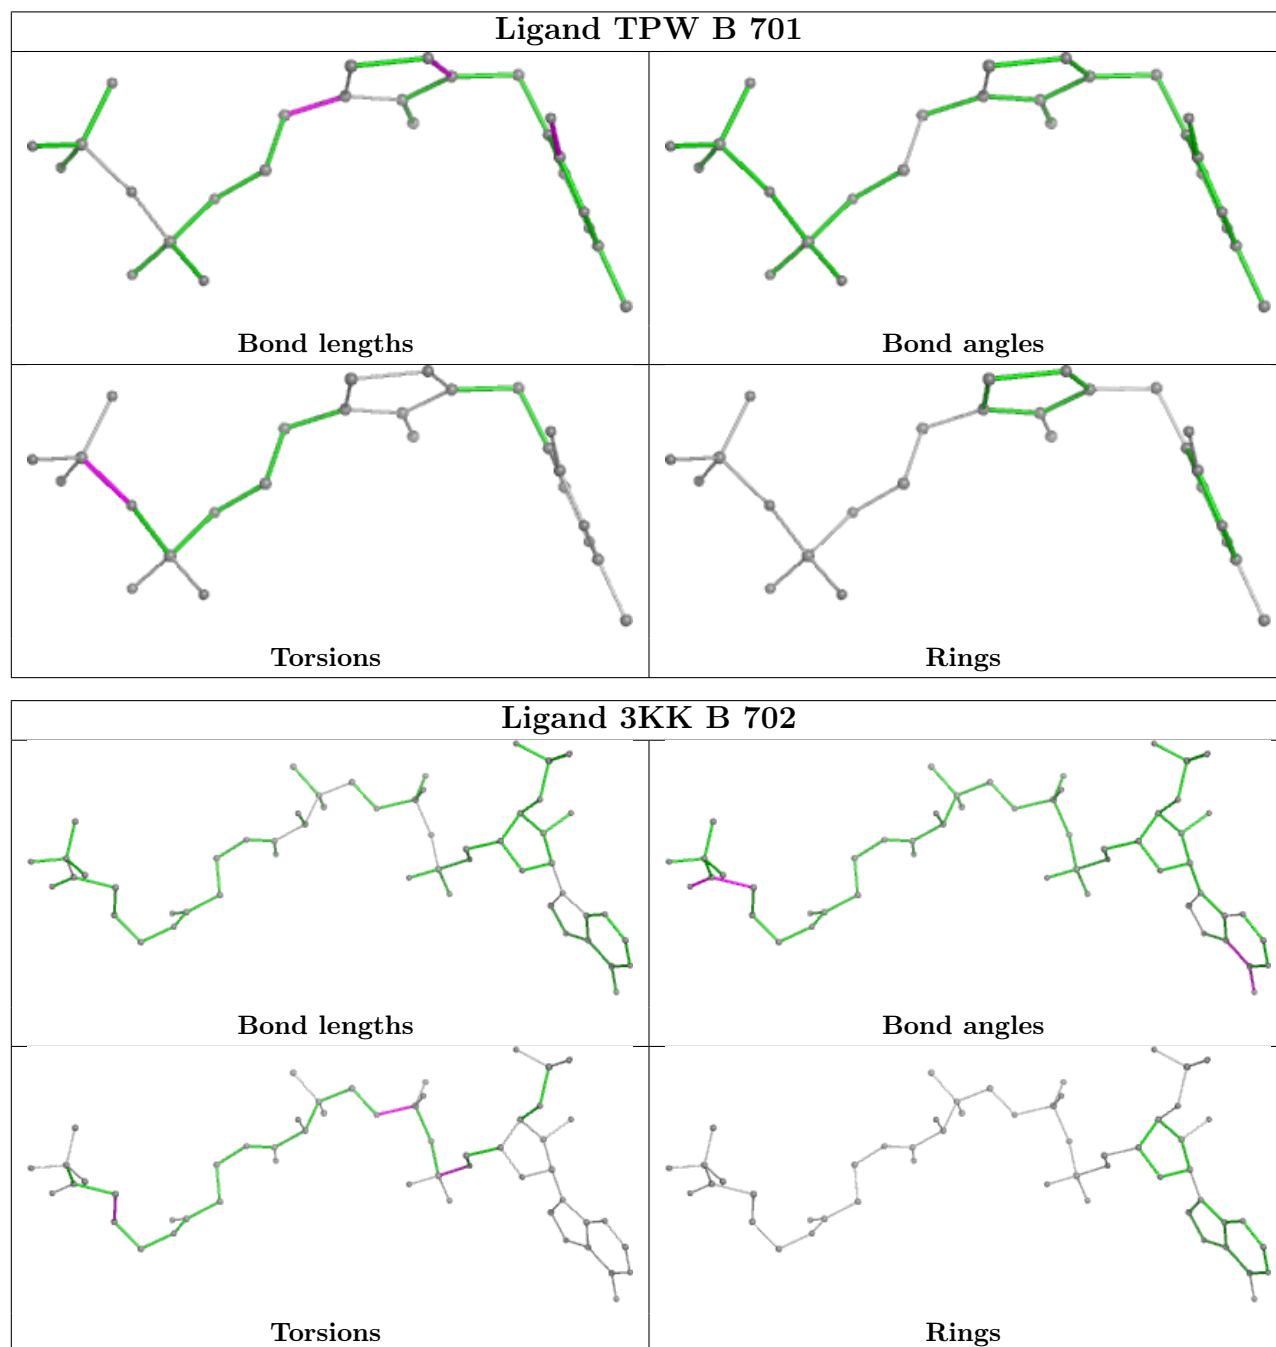 Ligand TPW B 701
Bond lengths
Bond angles
Torsions
Rings
Ligand 3KK B 702
Bond lengths
Bond angles
Torsions
Rings